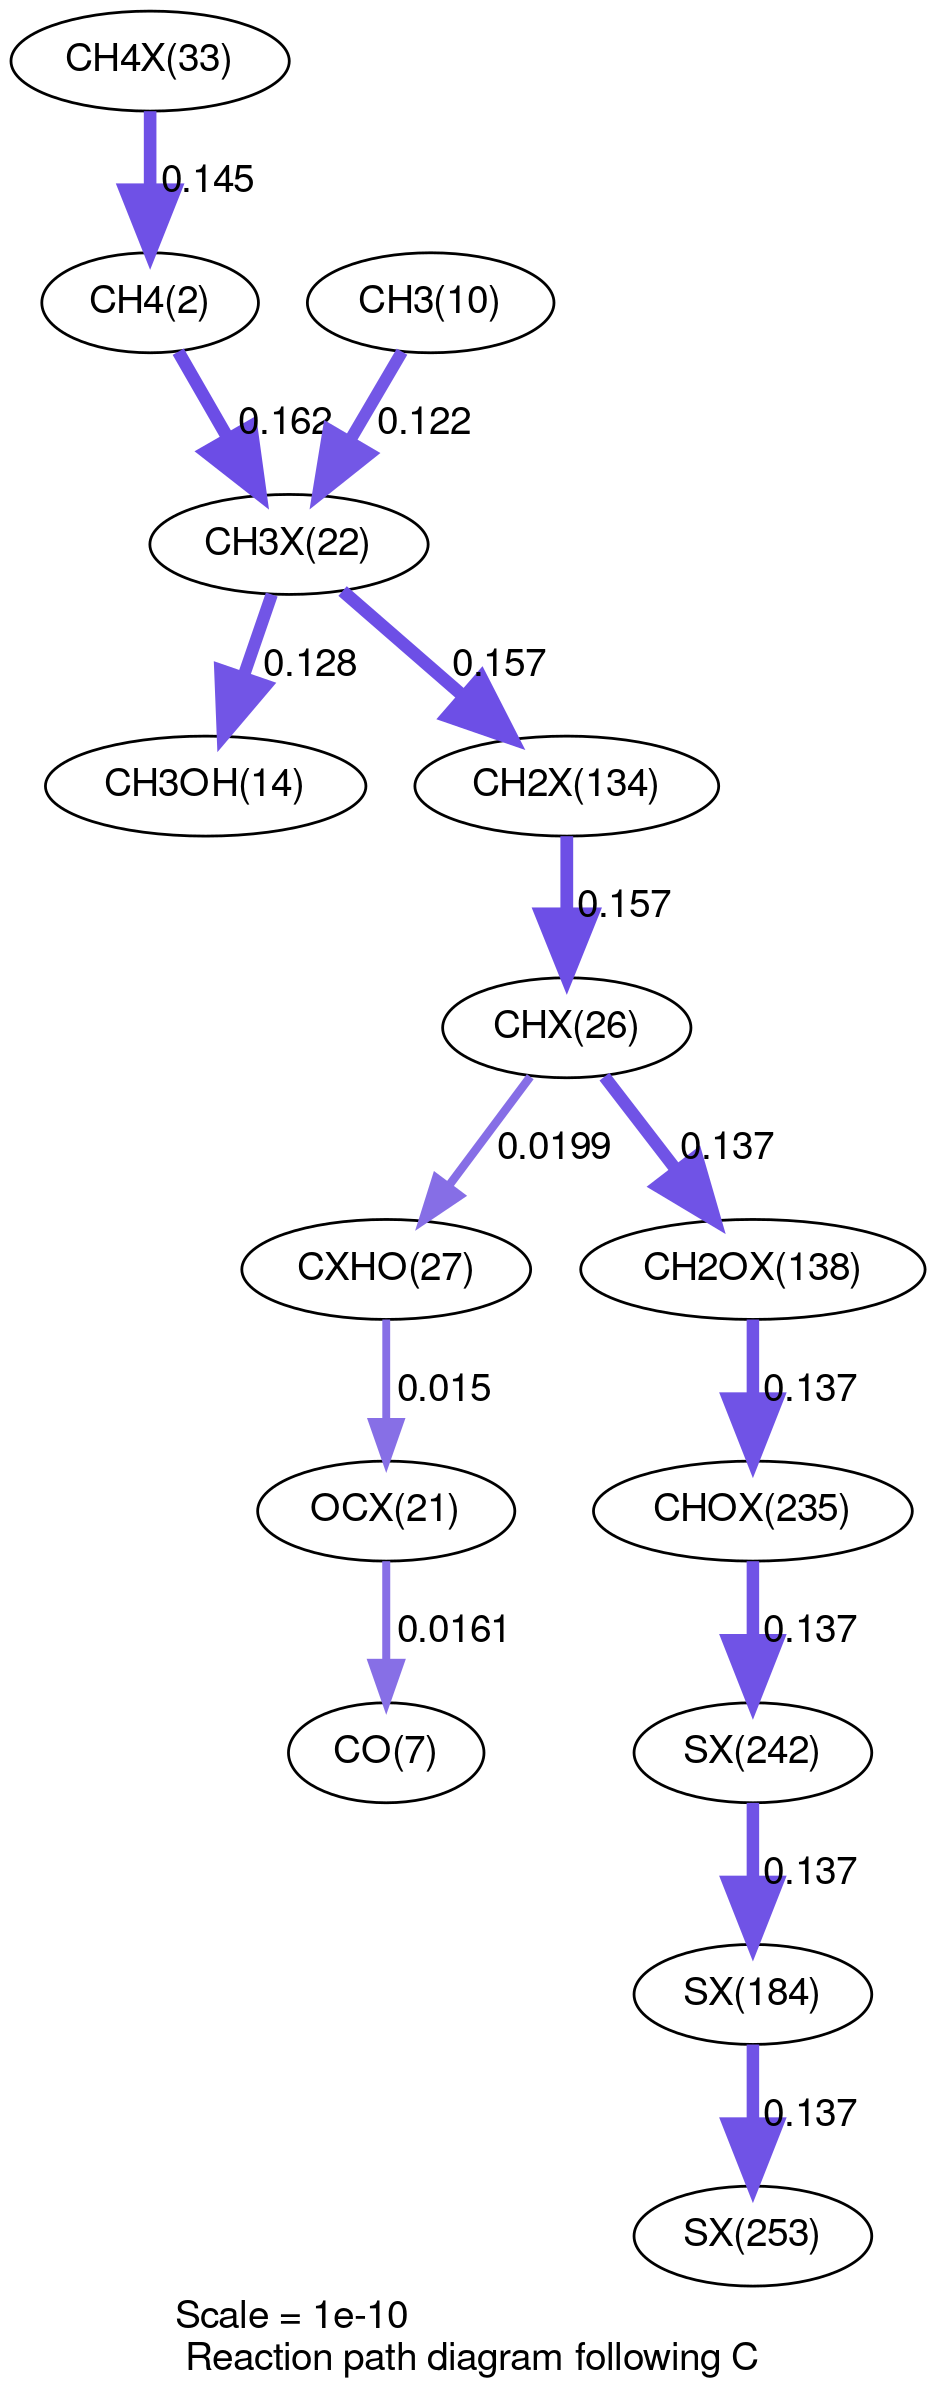 CH4X(33)
0.145
CH4(2)
CH3(10)
0.162
0.122
CH3X(22)
0.128
0.157
CH3OH(14)
CH2X(134)
0.157
CHX(26)
0.0199
0.137
CXHO(27)
CH2OX(138)
0.015
0.137
OCX(21)
CHOX(235)
0.0161
0.137
CO(7)
SX(242)
0.137
SX(184)
0.137
SX(253)
Scale = 1e-10
Reaction path diagram following C